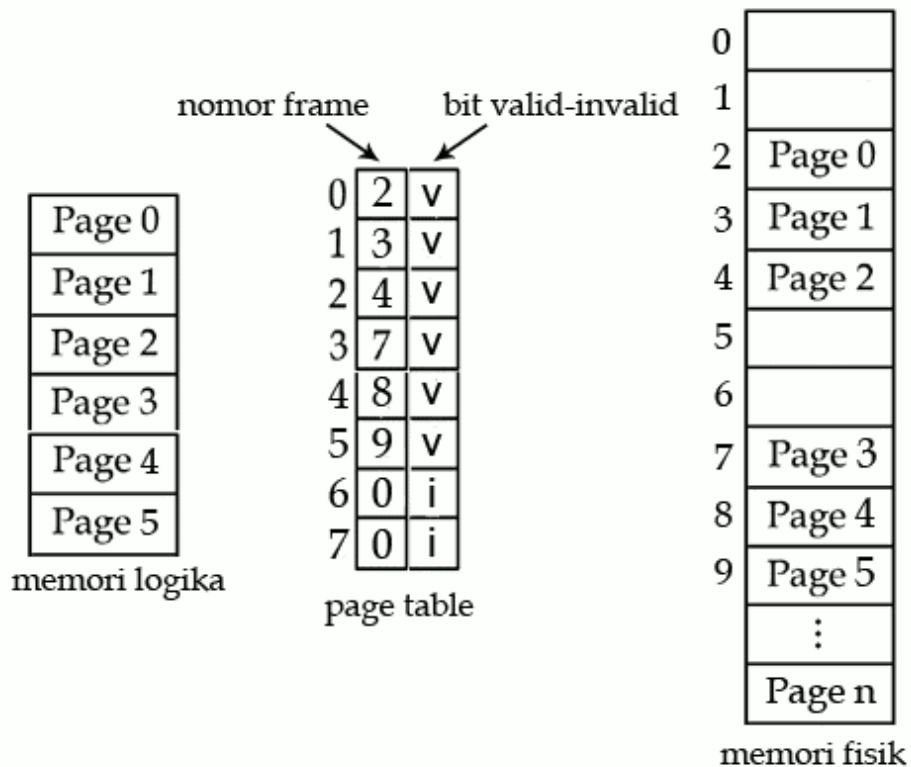 nomor frame
bit valid-invalid
Page 0
Page 1
Page 2
Page 3
Page 4
Page 5
memori logika
0 2 v
1 3 v
2 4 v
3 7 v
4 8 v
5 9 v
6 0 i
7 0 i
page table
0
1
2 Page 0
3 Page 1
4 Page 2
5
6
7 Page 3
8 Page 4
9 Page 5
⋮
Page n
memori fisik